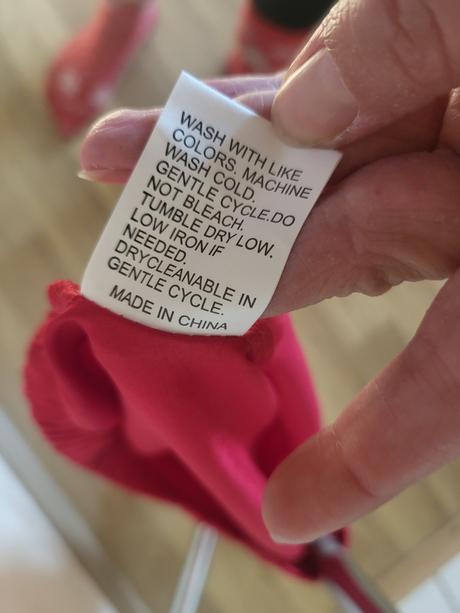 WASH WITH LIKE
COLORS. MACHINE
WASH COLD.
GENTLE CYCLE.DO
NOT BLEACH.
TUMBLE DRY LOW.
LOW IRON IF
NEEDED.
DRYCLEANABLE IN
GENTLE CYCLE.
MADE IN CHINA